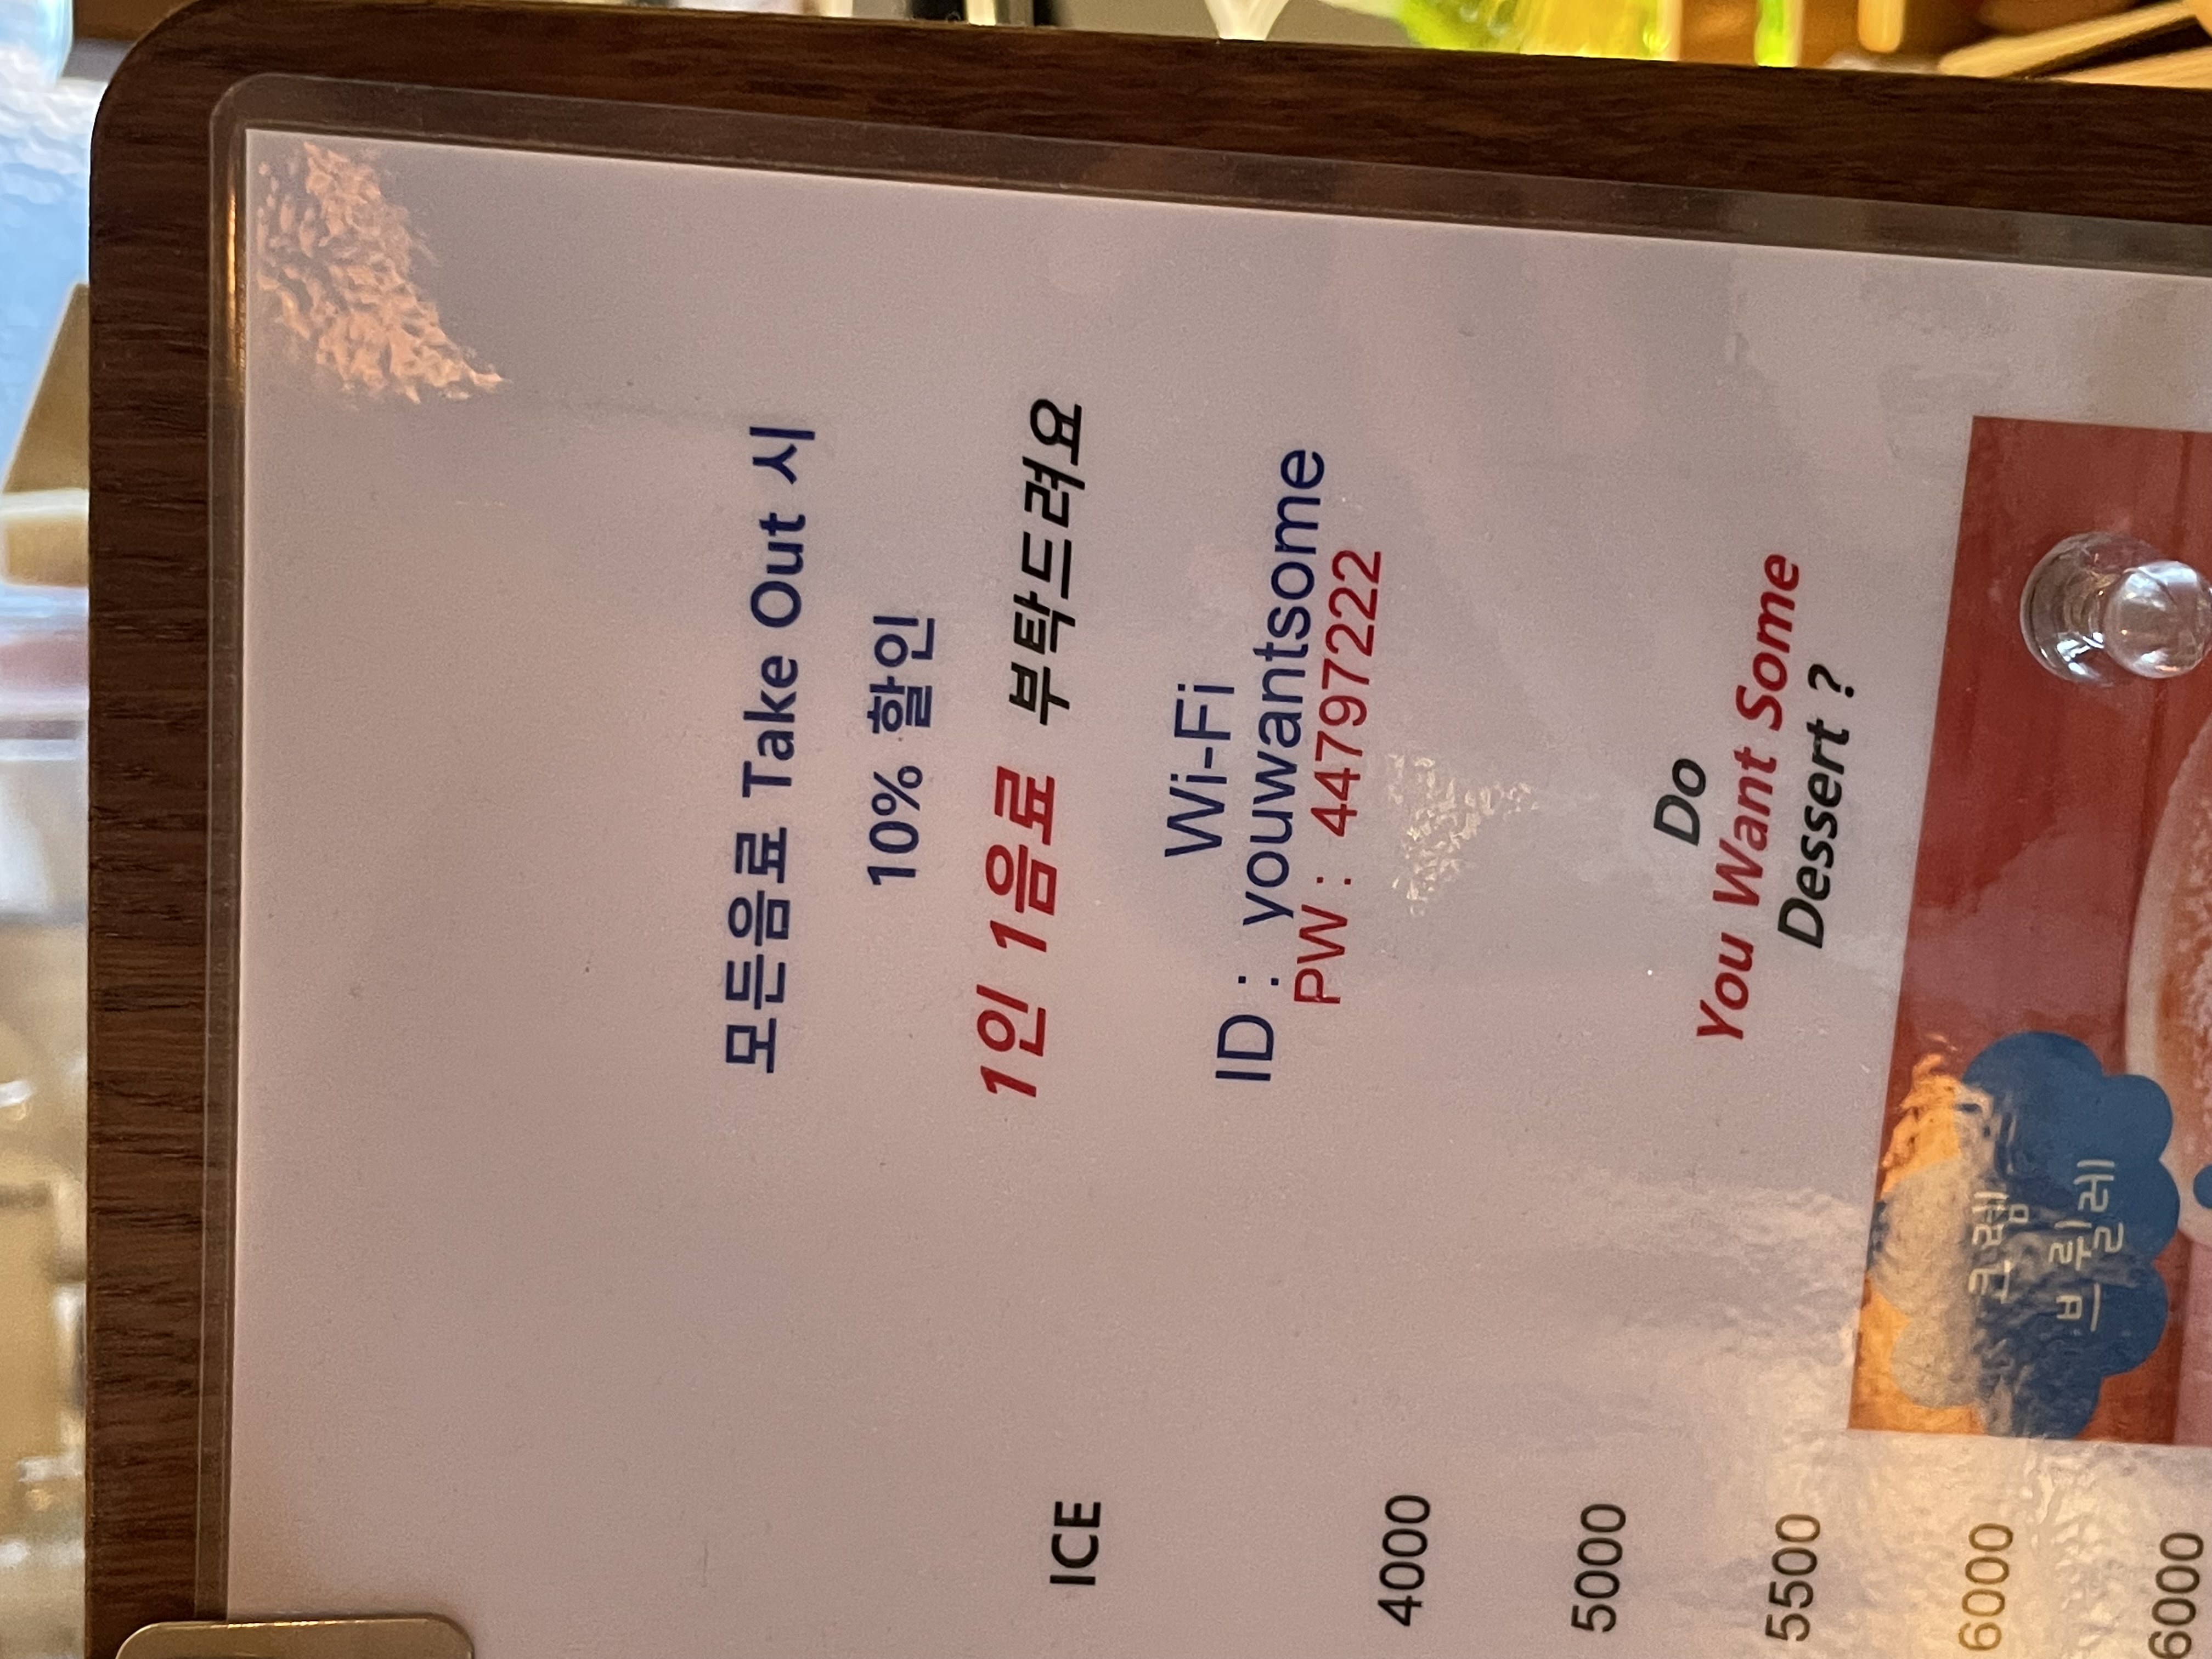 모든음료 Take Out 시
10% 할인
1인 1음료 부탁드려요
ICE
Wi-Fi
ID : youwantsome
PW : 44797222
4000
5000
5500
6000
6000
Do
You Want Some
Dessert ?
크렘
브륄레